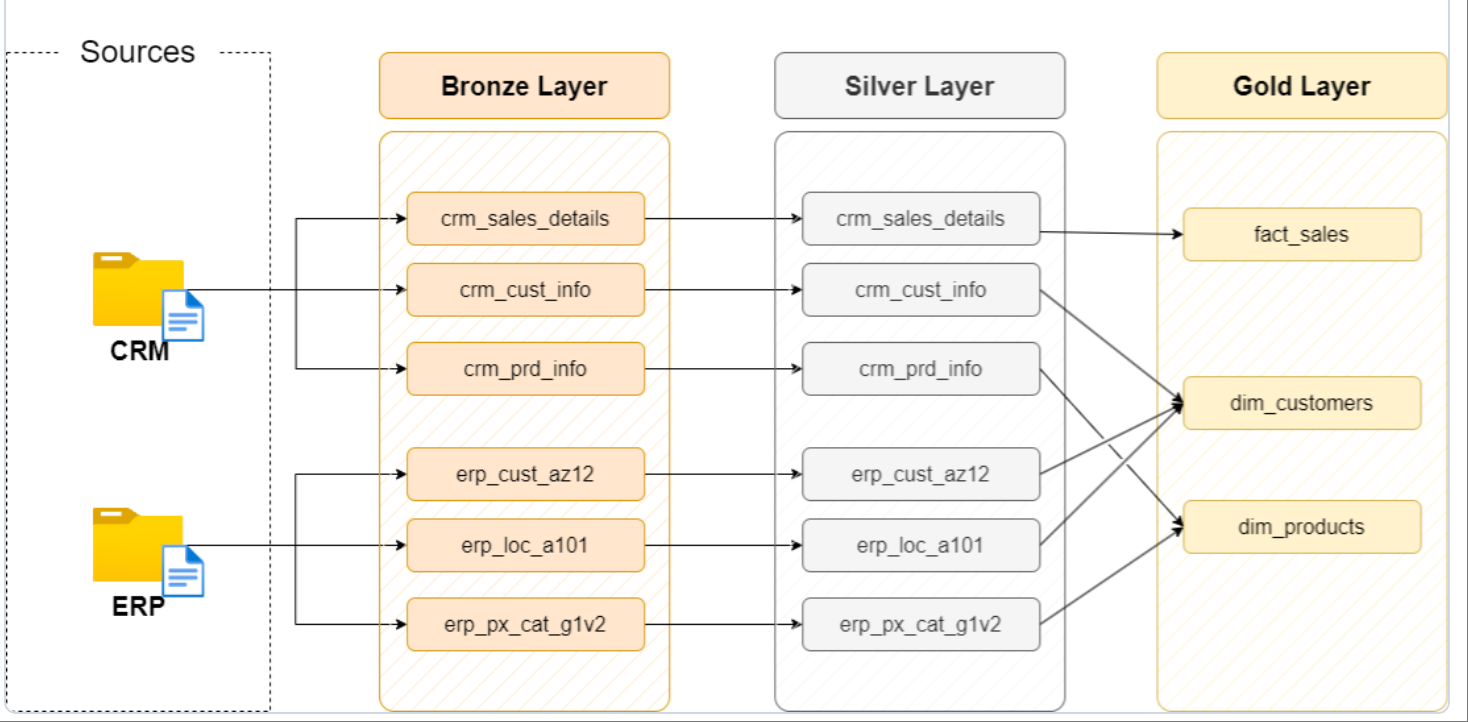 Sources
Bronze Layer
Silver Layer
Gold Layer
CRM
ERP
crm_sales_details
crm_cust_info
crm_prd_info
erp_cust_az12
erp_loc_a101
erp_px_cat_g1v2
crm_sales_details
crm_cust_info
crm_prd_info
erp_cust_az12
erp_loc_a101
erp_px_cat_g1v2
fact_sales
dim_customers
dim_products